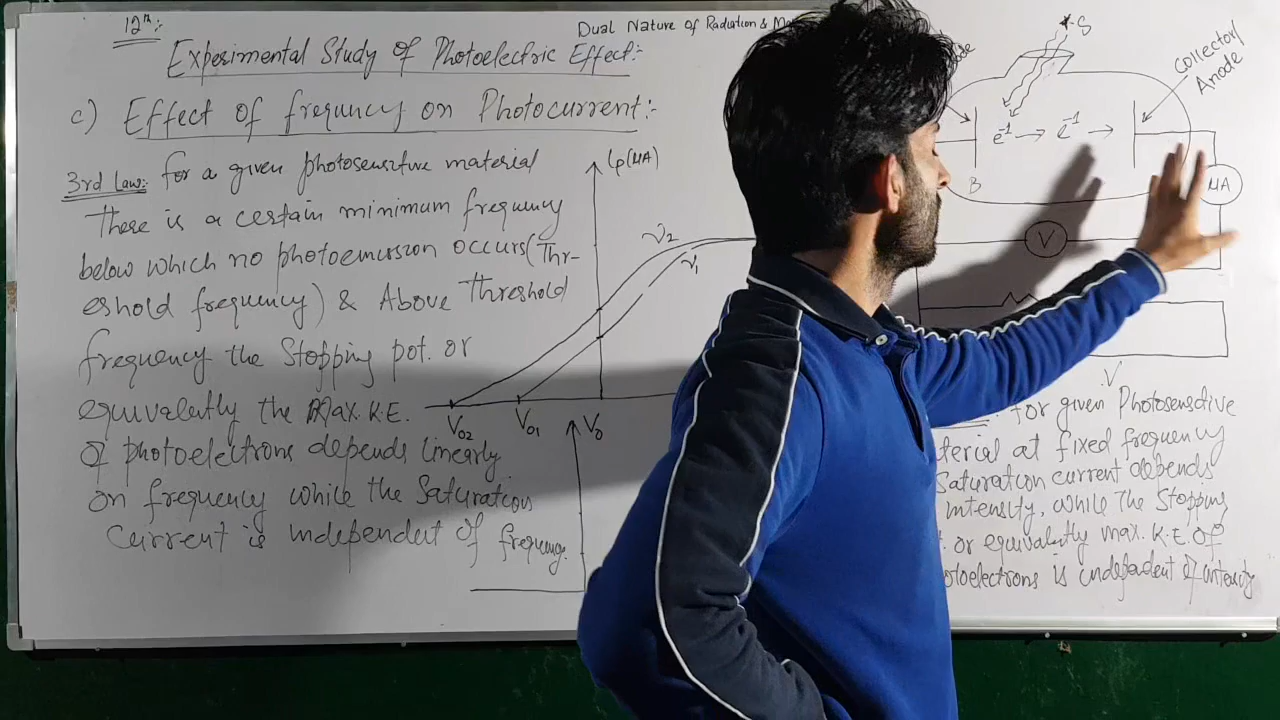 12th:-
Dual Nature of Radiation &
Experimental Study of Photoelectric Effect:-
c) Effect of frequncy on Photocurrent:-
3rd law:- for a given photosensitive material
There is a certain minimum frequency
below which no photoemission occurs (Thr-
eshold frequency) & Above Threshold
frequency the Stopping pot. or
equivalently the Max. K.E.
Of photoelectrons depends linearly
on frequency while the Saturation
Current is independent of frequency.
Ip(μA)
ν2
ν1
V02
V01
V0
S
Collector/
Anode
e-1 → e-1 →
B
μA
V
V
for given Photosensitive
at fixed frequency
Saturation current depends
intensity, while the Stopping
or equivalently max. K.E. Of
is independent of intensity